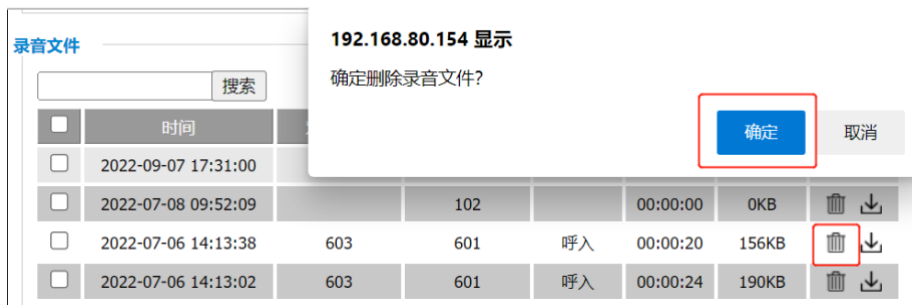 192.168.80.154 显示
录音文件
确定删除录音文件?
搜索
确定 取消
时间
2022-09-07 17:31:00
2022-07-08 09:52:09 102 00:00:00 0KB
2022-07-06 14:13:38 603 601 呼入 00:00:20 156KB
2022-07-06 14:13:02 603 601 呼入 00:00:24 190KB